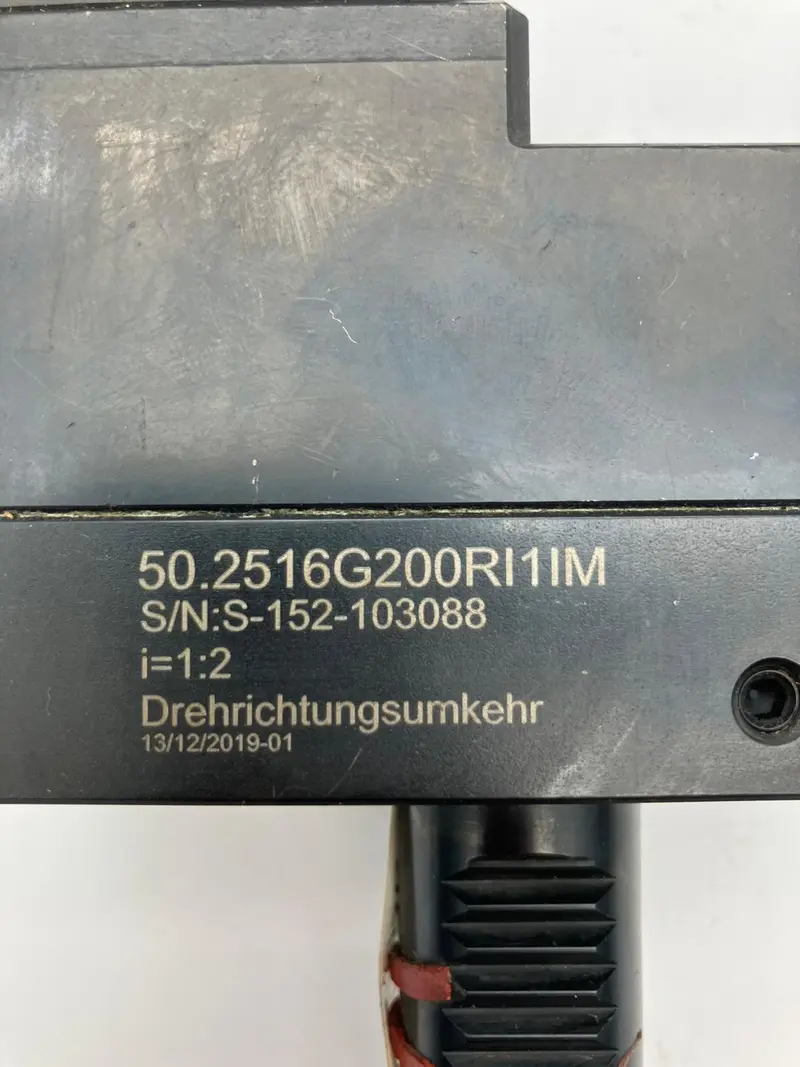 50.2516G200RI1IM
S/N:S-152-103088
i=1:2
Drehrichtungsumkehr
13/12/2019-01